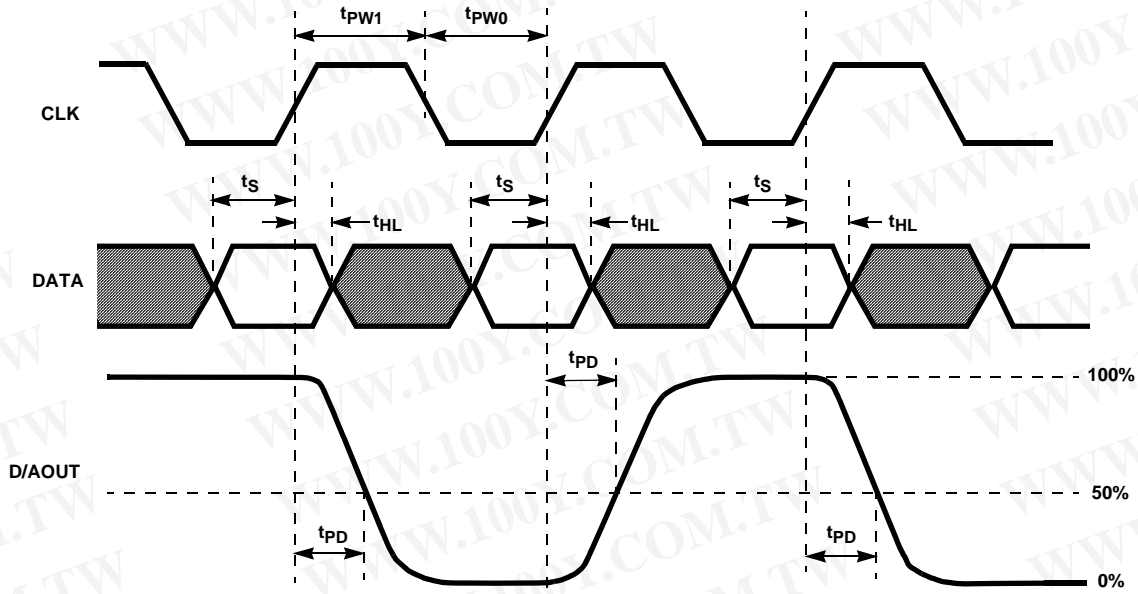 tPW1 tPW0
CLK
tS tS tS
tHL tHL tHL
DATA
tPD
100%
D/AOUT
50%
tPD tPD
0%
WWW.100Y.COM.TW